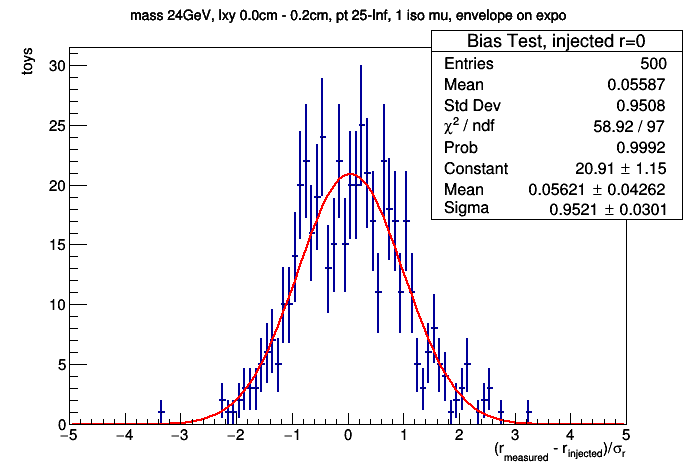 mass 24GeV, lxy 0.0cm - 0.2cm, pt 25-Inf, 1 iso mu, envelope on expo
toys
Bias Test, injected r=0
Entries 500
Mean 0.05587
Std Dev 0.9508
χ² / ndf 58.92 / 97
Prob 0.9992
Constant 20.91 ± 1.15
Mean 0.05621 ± 0.04262
Sigma 0.9521 ± 0.0301
30
25
20
15
10
5
0
−5 −4 −3 −2 −1 0 1 2 3 4 5
(r_measured - r_injected)/σ_r